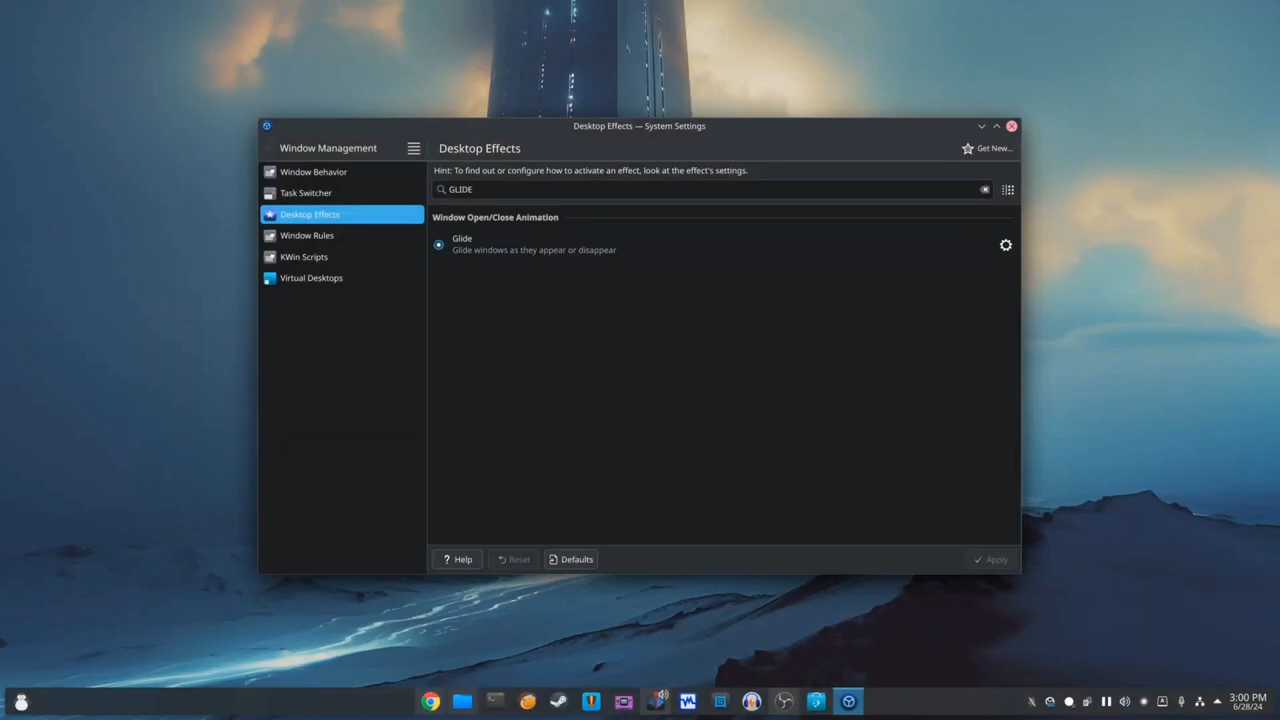 Desktop Effects — System Settings
Window Management
Desktop Effects
Get New...
Window Behavior
Task Switcher
Desktop Effects
Window Rules
KWin Scripts
Virtual Desktops
Hint: To find out or configure how to activate an effect, look at the effect's settings.
GLIDE
Window Open/Close Animation
Glide
Glide windows as they appear or disappear
? Help
Reset
Defaults
Apply
3:00 PM
6/28/24